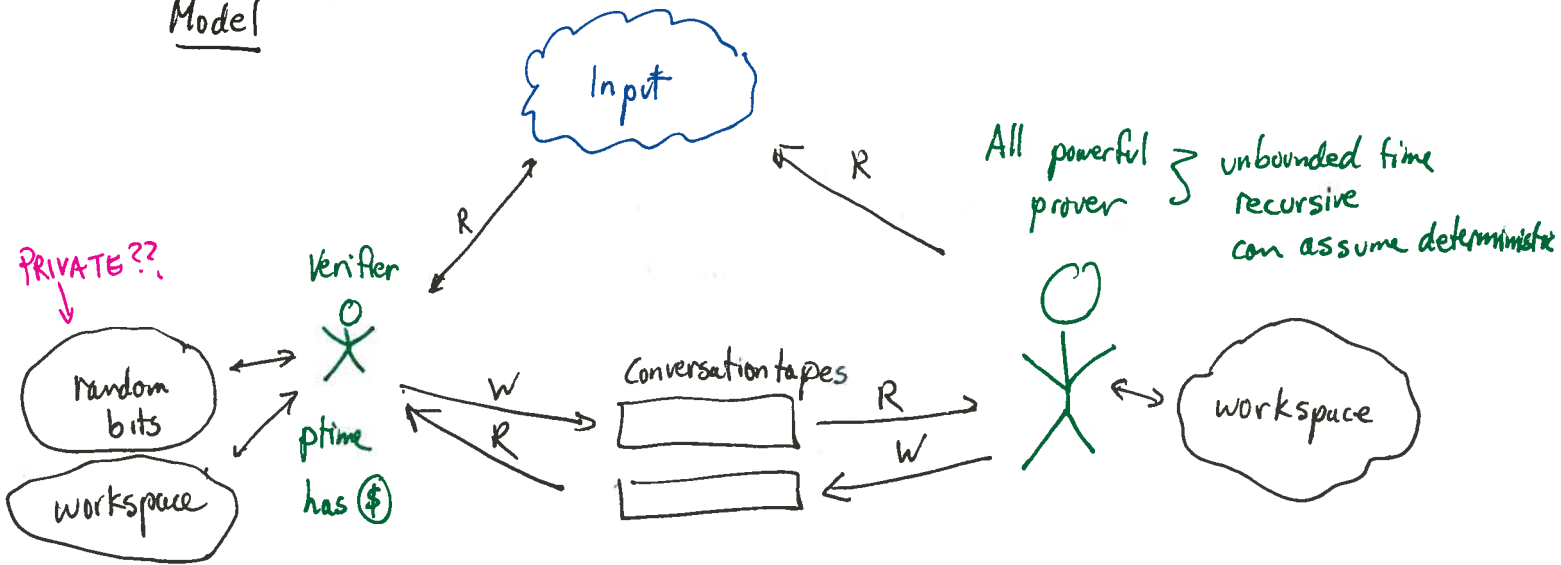 Model
Input
All powerful prover } unbounded time
recursive
can assume deterministic
R
R
PRIVATE??
Verifier
random bits
workspace
ptime
has $
W
R
Conversation tapes
R
W
workspace